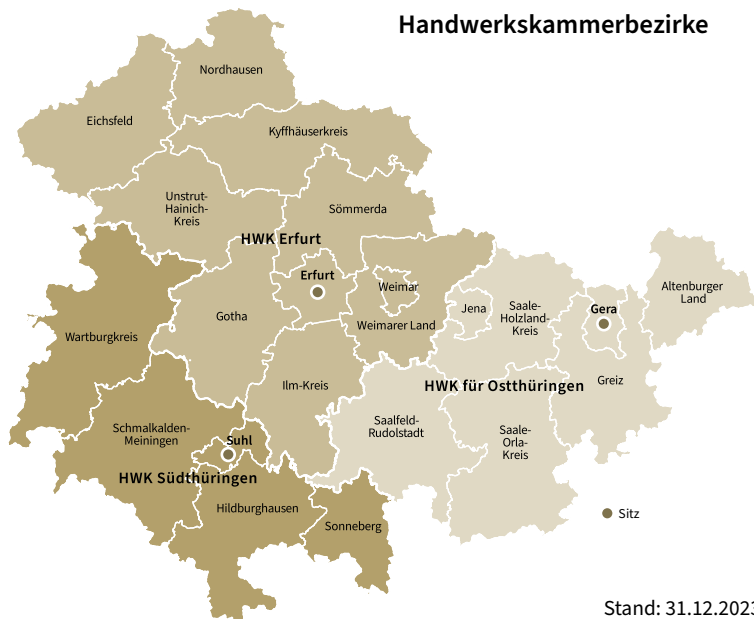 Handwerkskammerbezirke
Nordhausen
Eichsfeld
Kyffhäuserkreis
Unstrut-
Hainich-
Kreis
Sömmerda
HWK Erfurt
Erfurt
Weimar
Altenburger
Land
Gotha
Jena
Saale-
Holzland-
Kreis
Gera
Weimarer Land
Wartburgkreis
Ilm-Kreis
HWK für Ostthüringen
Greiz
Schmalkalden-
Meiningen
Suhl
Saalfeld-
Rudolstadt
Saale-
Orla-
Kreis
HWK Südthüringen
Hildburghausen
Sonneberg
Sitz
Stand: 31.12.2023